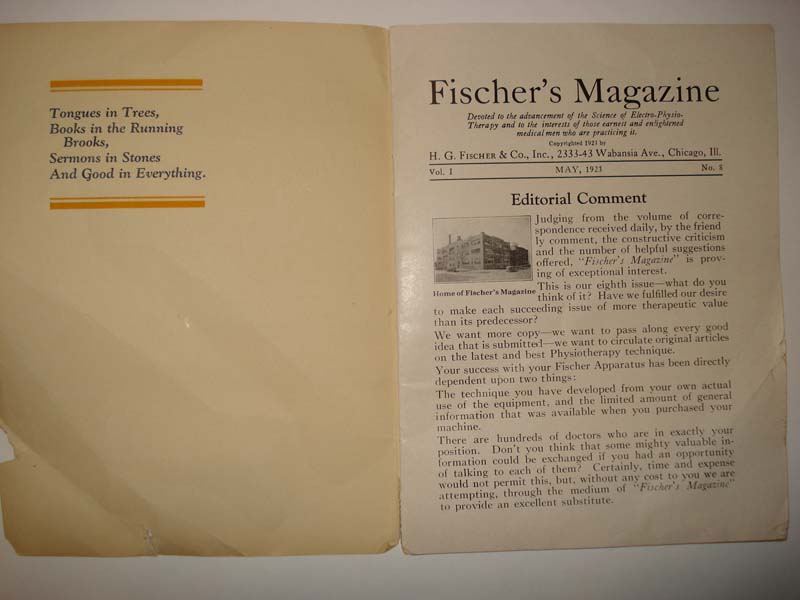 Tongues in Trees,
Books in the Running
Brooks,
Sermons in Stones
And Good in Everything.
Fischer's Magazine
Devoted to the advancement of the Science of Electro-Physio-
Therapy and to the interests of those earnest and enlightened
medical men who are practicing it.
Copyrighted 1923 by
H. G. FISCHER & Co., Inc., 2333-43 Wabansia Ave., Chicago, Ill.
Vol. I MAY, 1923 No. 8
Editorial Comment
Judging from the volume of corre-
spondence received daily, by the friend
ly comment, the constructive criticism
and the number of helpful suggestions
offered, "Fischer's Magazine" is prov-
ing of exceptional interest.
Home of Fischer's Magazine
This is our eighth issue—what do you
think of it? Have we fulfilled our desire
to make each succeeding issue of more therapeutic value
than its predecessor?
We want more copy—we want to pass along every good
idea that is submitted—we want to circulate original articles
on the latest and best Physiotherapy technique.
Your success with your Fischer Apparatus has been directly
dependent upon two things:
The technique you have developed from your own actual
use of the equipment, and the limited amount of general
information that was available when you purchased your
machine.
There are hundreds of doctors who are in exactly your
position. Don't you think that some mighty valuable in-
formation could be exchanged if you had an opportunity
of talking to each of them? Certainly, time and expense
would not permit this, but, without any cost to you we are
attempting, through the medium of "Fischer's Magazine"
to provide an excellent substitute.